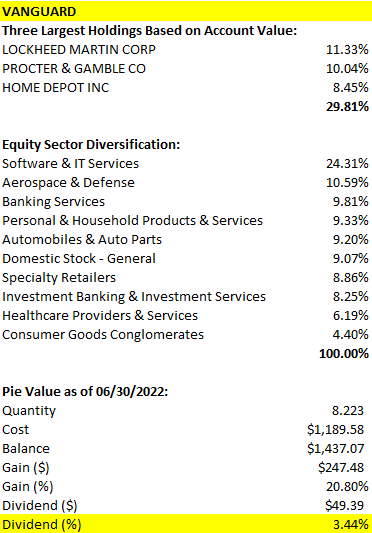 VANGUARD
Three Largest Holdings Based on Account Value:
LOCKHEED MARTIN CORP 11.33%
PROCTER & GAMBLE CO 10.04%
HOME DEPOT INC 8.45%
29.81%
Equity Sector Diversification:
Software & IT Services 24.31%
Aerospace & Defense 10.59%
Banking Services 9.81%
Personal & Household Products & Services 9.33%
Automobiles & Auto Parts 9.20%
Domestic Stock - General 9.07%
Specialty Retailers 8.86%
Investment Banking & Investment Services 8.25%
Healthcare Providers & Services 6.19%
Consumer Goods Conglomerates 4.40%
100.00%
Pie Value as of 06/30/2022:
Quantity 8.223
Cost $1,189.58
Balance $1,437.07
Gain ($) $247.48
Gain (%) 20.80%
Dividend ($) $49.39
Dividend (%) 3.44%